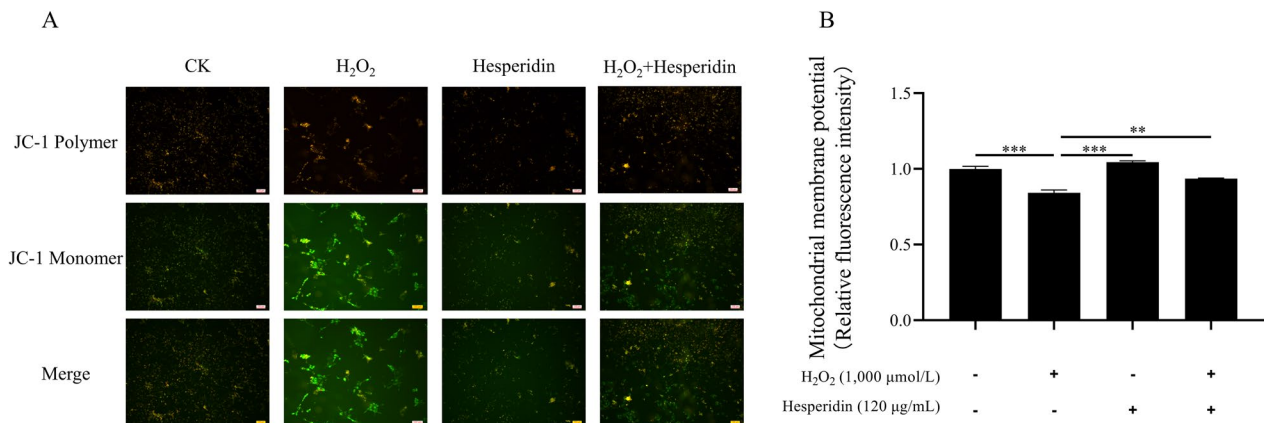 A
B
CK
H₂O₂
Hesperidin
H₂O₂+Hesperidin
JC-1 Polymer
JC-1 Monomer
Merge
Mitochondrial membrane potential
(Relative fluorescence intensity)
1.5
1.0
0.5
0.0
***
***
**
H₂O₂ (1,000 μmol/L) - + - +
Hesperidin (120 μg/mL) - - + +